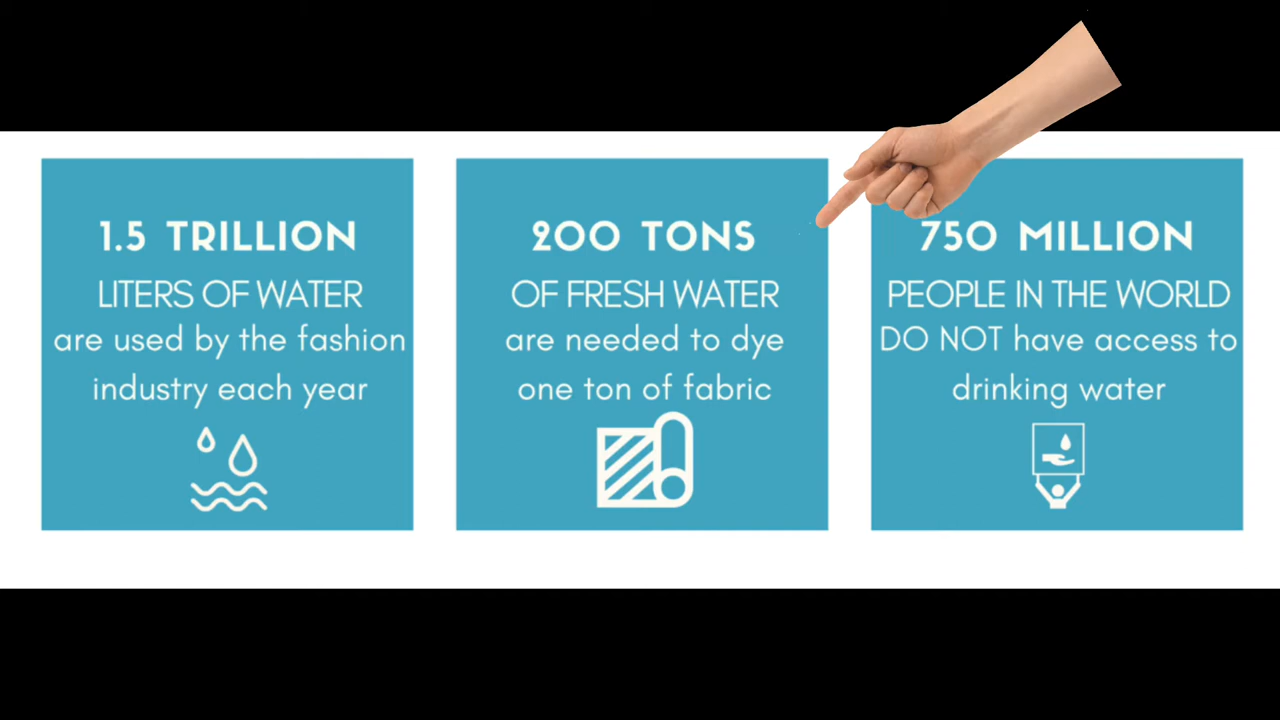 1.5 TRILLION
LITERS OF WATER
are used by the fashion
industry each year
200 TONS
OF FRESH WATER
are needed to dye
one ton of fabric
750 MILLION
PEOPLE IN THE WORLD
DO NOT have access to
drinking water